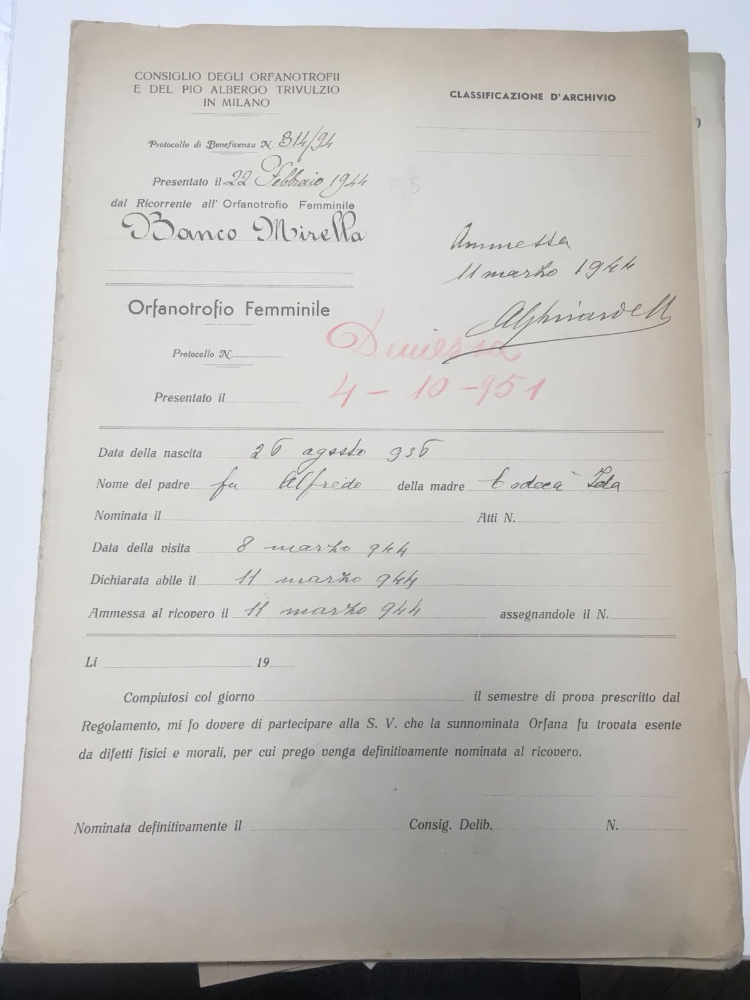 CONSIGLIO DEGLI ORFANOTROFII
E DEL PIO ALBERGO TRIVULZIO
IN MILANO
CLASSIFICAZIONE D'ARCHIVIO
Protocollo di Beneficenza N. 314/94
Presentato il 22 Febbraio 1944
dal Ricorrente all' Orfanotrofio Femminile
Banco Mirella
Ammessa
11 marzo 1944
Orfanotrofio Femminile
Dimessa
Protocollo N.
4 - 10 - 951
Presentato il
Data della nascita 26 agosto 936
Nome del padre fu Alfredo della madre Codecà Ida
Nominata il Atti N.
Data della visita 8 marzo 944
Dichiarata abile il 11 marzo 944
Ammessa al ricovero il 11 marzo 944 assegnandole il N.
Li 19
Compiutosi col giorno il semestre di prova prescritto dal
Regolamento, mi fo dovere di partecipare alla S. V. che la sunnominata Orfana fu trovata esente
da difetti fisici e morali, per cui prego venga definitivamente nominata al ricovero.
Nominata definitivamente il Consig. Delib. N.